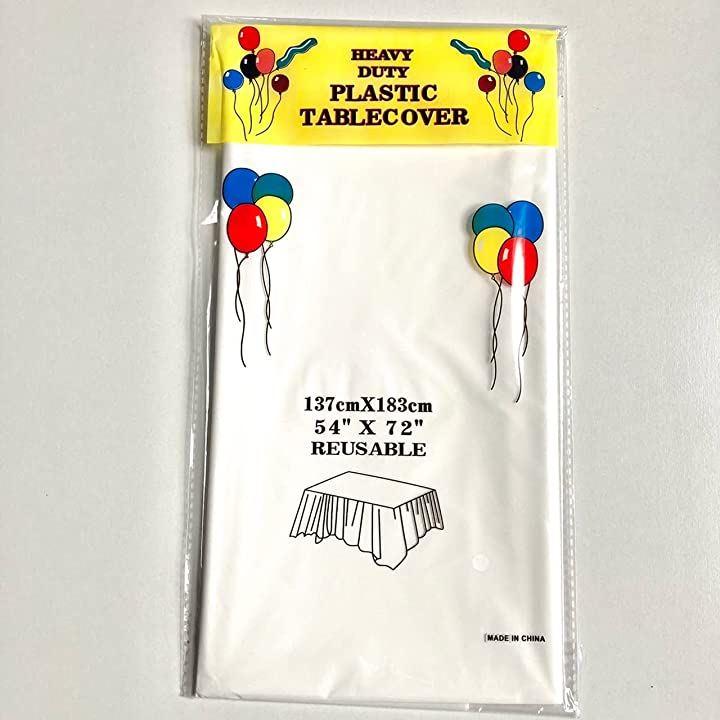 HEAVY
DUTY
PLASTIC
TABLECOVER
137cmX183cm
54" X 72"
REUSABLE
MADE IN CHINA